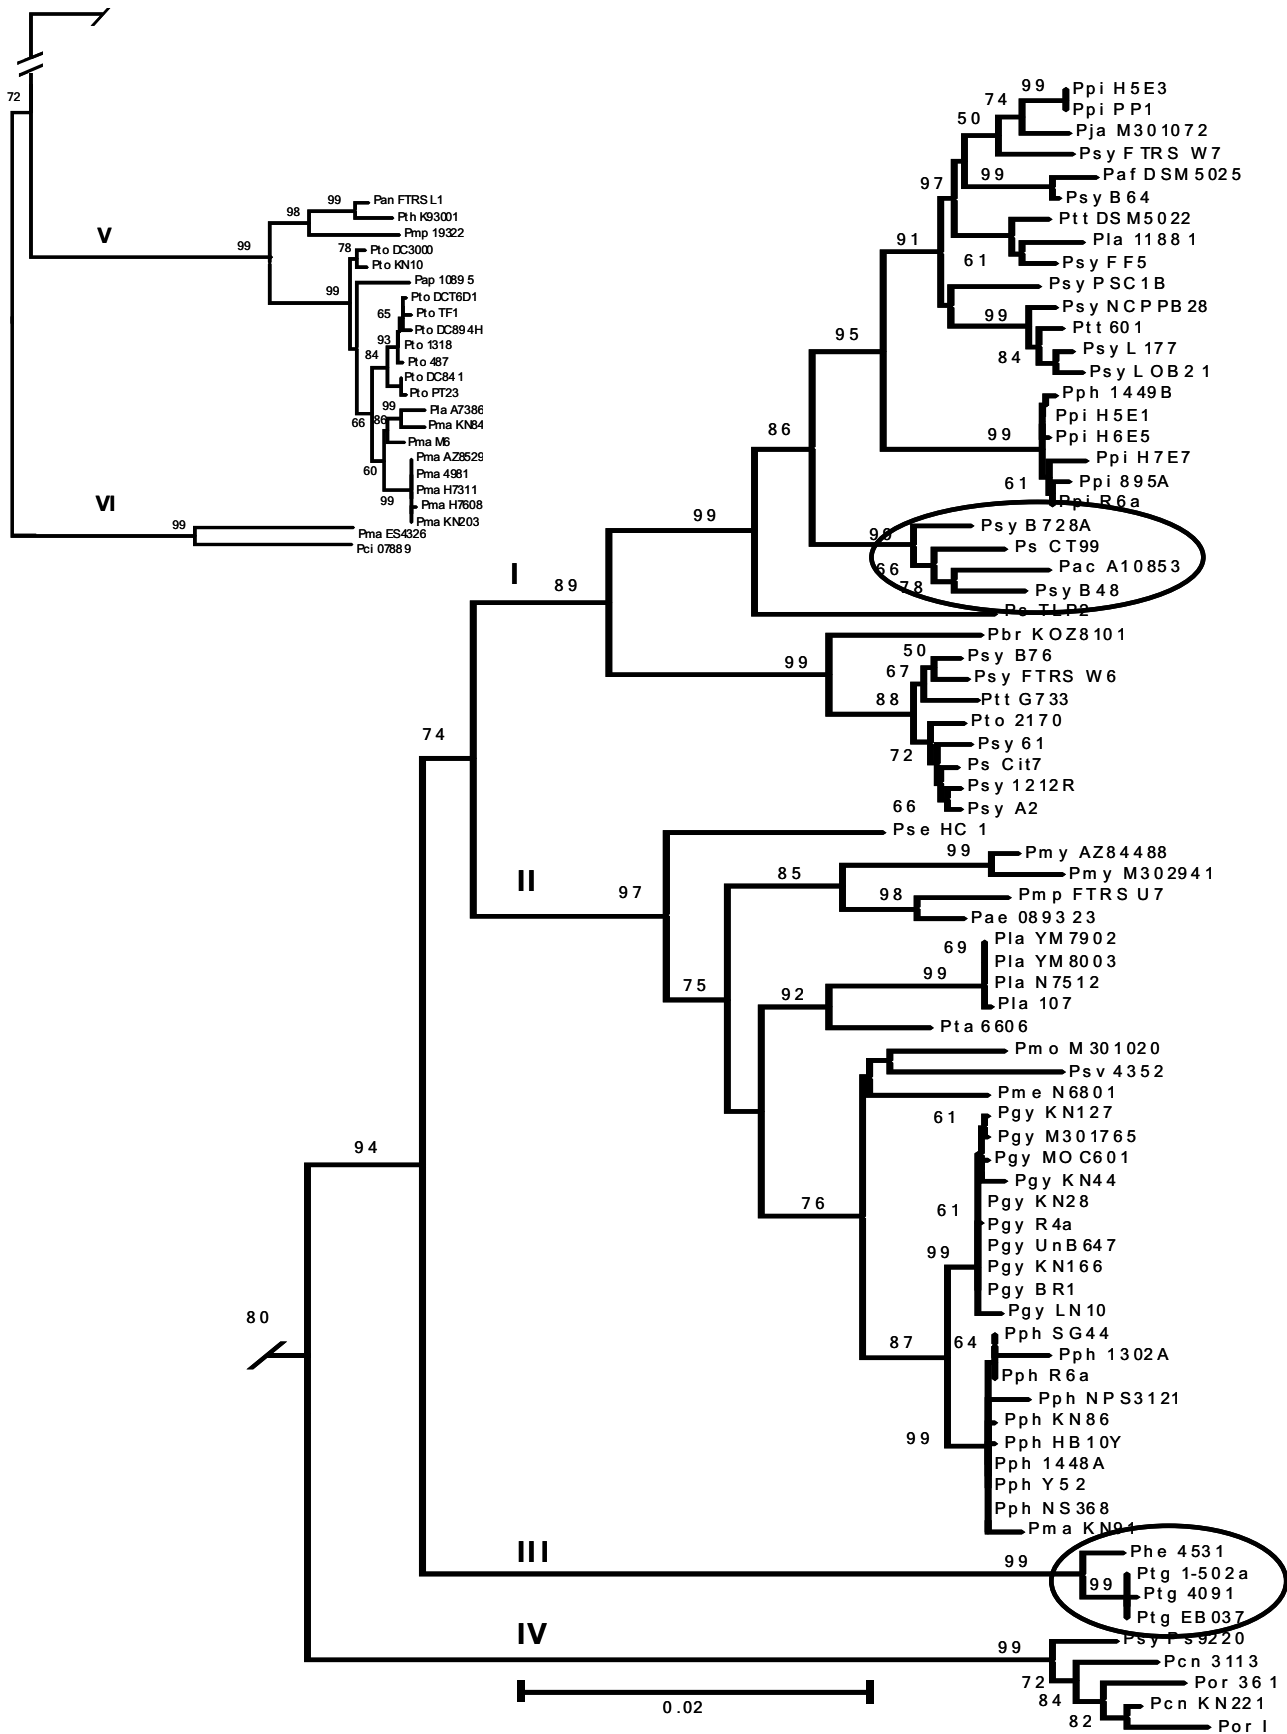 72
V
99
98
99
Pan FTRSL1
Pth K93001
Pmp 19322
99
78
Pto DC3000
Pto KN10
Pap 10895
Pto DCT6D1
65
Pto TF1
Pto DC894H
93
Pto 1318
84
Pto 487
Pto DC841
Pto PT23
99
Pla A7386
66
86
Pma KN84
Pma M6
Pma AZ8529
60
Pma 4981
99
Pma H7311
Pma H7608
Pma KN203
VI
99
Pma ES4326
Pci 07889
99
Ppi H5E3
74
Ppi PP1
50
Pja M301072
Psy FTRS W7
97
99
Paf DSM5025
Psy B64
Ptt DSM5022
91
Pla 11881
61
Psy FF5
Psy PSC1B
Psy NCPPB28
99
Ptt 601
95
84
Psy L177
Psy LOB21
Pph 1449B
Ppi H5E1
86
99
Ppi H6E5
Ppi H7E7
61
Ppi 895A
Ppi R6a
99
Psy B728A
Ps CT99
66
Pac A10853
78
Psy B48
Ps TLP2
I
89
Pbr KOZ8101
99
50
Psy B76
67
Psy FTRS W6
88
Ptt G733
Pto 2170
74
72
Psy 61
Ps Cit7
Psy 1212R
66
Psy A2
Pse HC 1
II
97
99
Pmy AZ84488
85
Pmy M302941
98
Pmp FTRS U7
Pae 089323
69
Pla YM7902
Pla YM8003
75
92
99
Pla N7512
Pla 107
Pta 6606
Pmo M301020
Psv 4352
Pme N6801
61
Pgy KN127
Pgy M301765
94
Pgy MOC601
Pgy KN44
76
61
Pgy KN28
Pgy R4a
99
Pgy UnB647
Pgy KN166
Pgy BR1
Pgy LN10
80
87
64
Pph SG44
Pph 1302A
Pph R6a
Pph NPS3121
Pph KN86
99
Pph HB10Y
Pph 1448A
Pph Y52
Pph NS368
Pma KN91
III
99
Phe 4531
99
Ptg 1-502a
Ptg 4091
Ptg EB037
IV
99
Psy Ps9220
72
Pcn 3113
84
Por 361
82
Pcn KN221
Por I
0.02